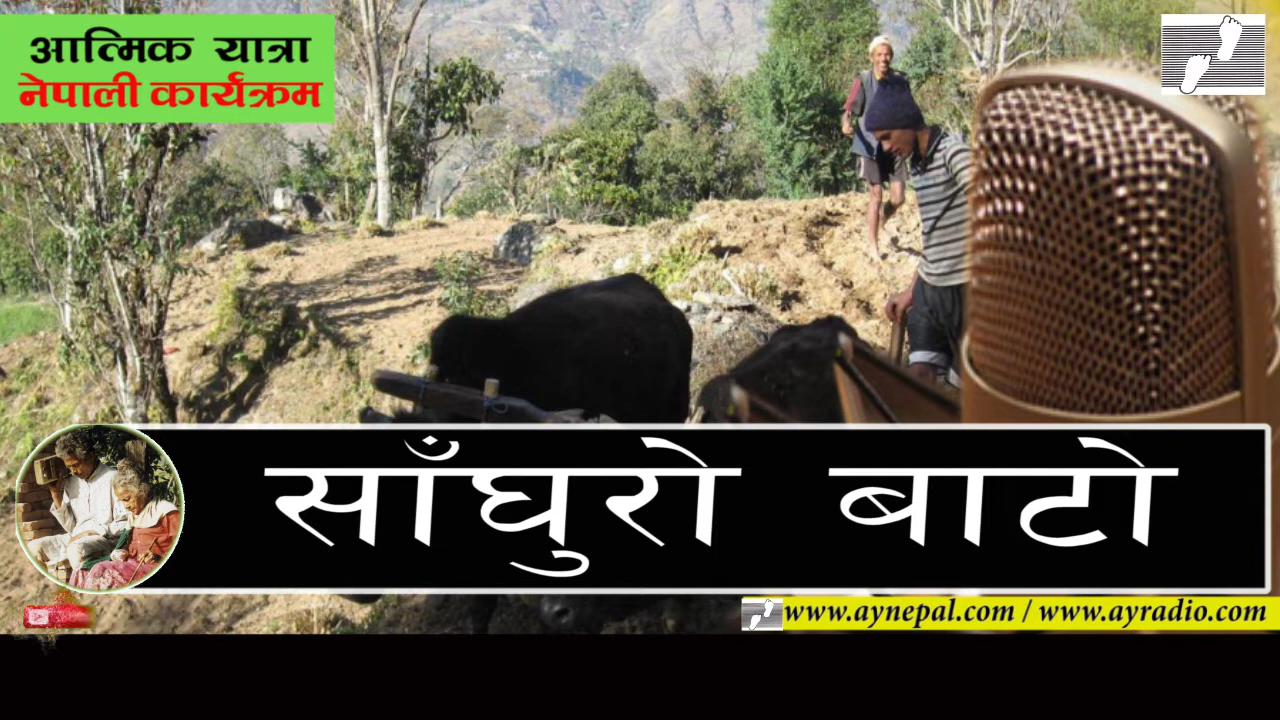 आत्मिक यात्रा
नेपाली कार्यक्रम
साँघुरो बाटो
www.aynepal.com / www.ayradio.com